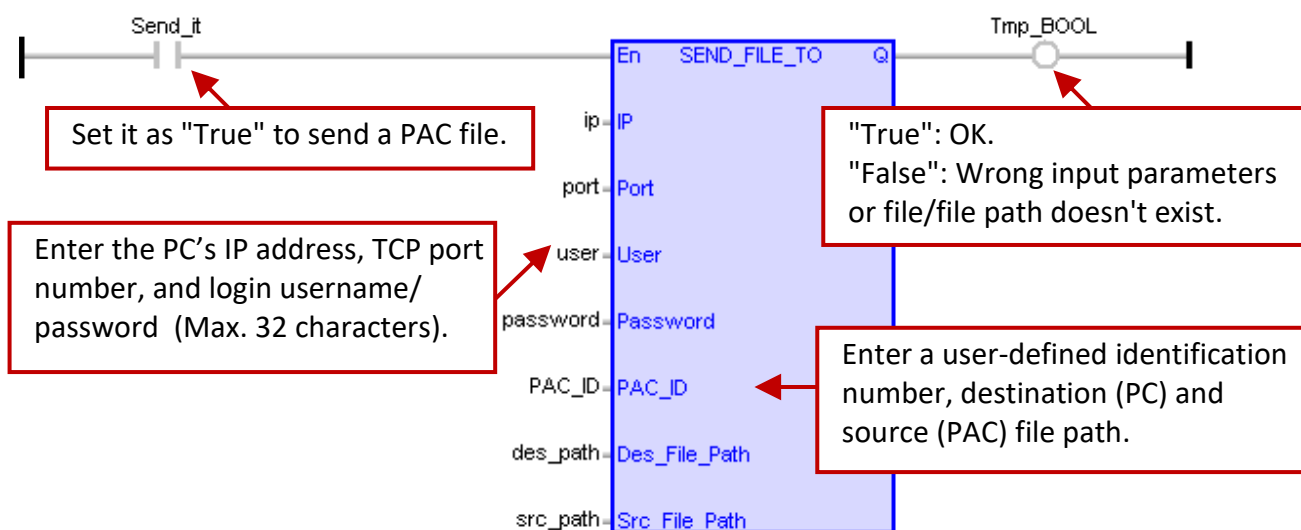 Send_it
Tmp_BOOL
En SEND_FILE_TO Q
Set it as "True" to send a PAC file.
ip IP
"True": OK.
"False": Wrong input parameters
or file/file path doesn't exist.
port Port
Enter the PC’s IP address, TCP port
number, and login username/
password (Max. 32 characters).
user User
password Password
Enter a user-defined identification
number, destination (PC) and
source (PAC) file path.
PAC_ID PAC_ID
des_path Des_File_Path
src_path Src_File_Path